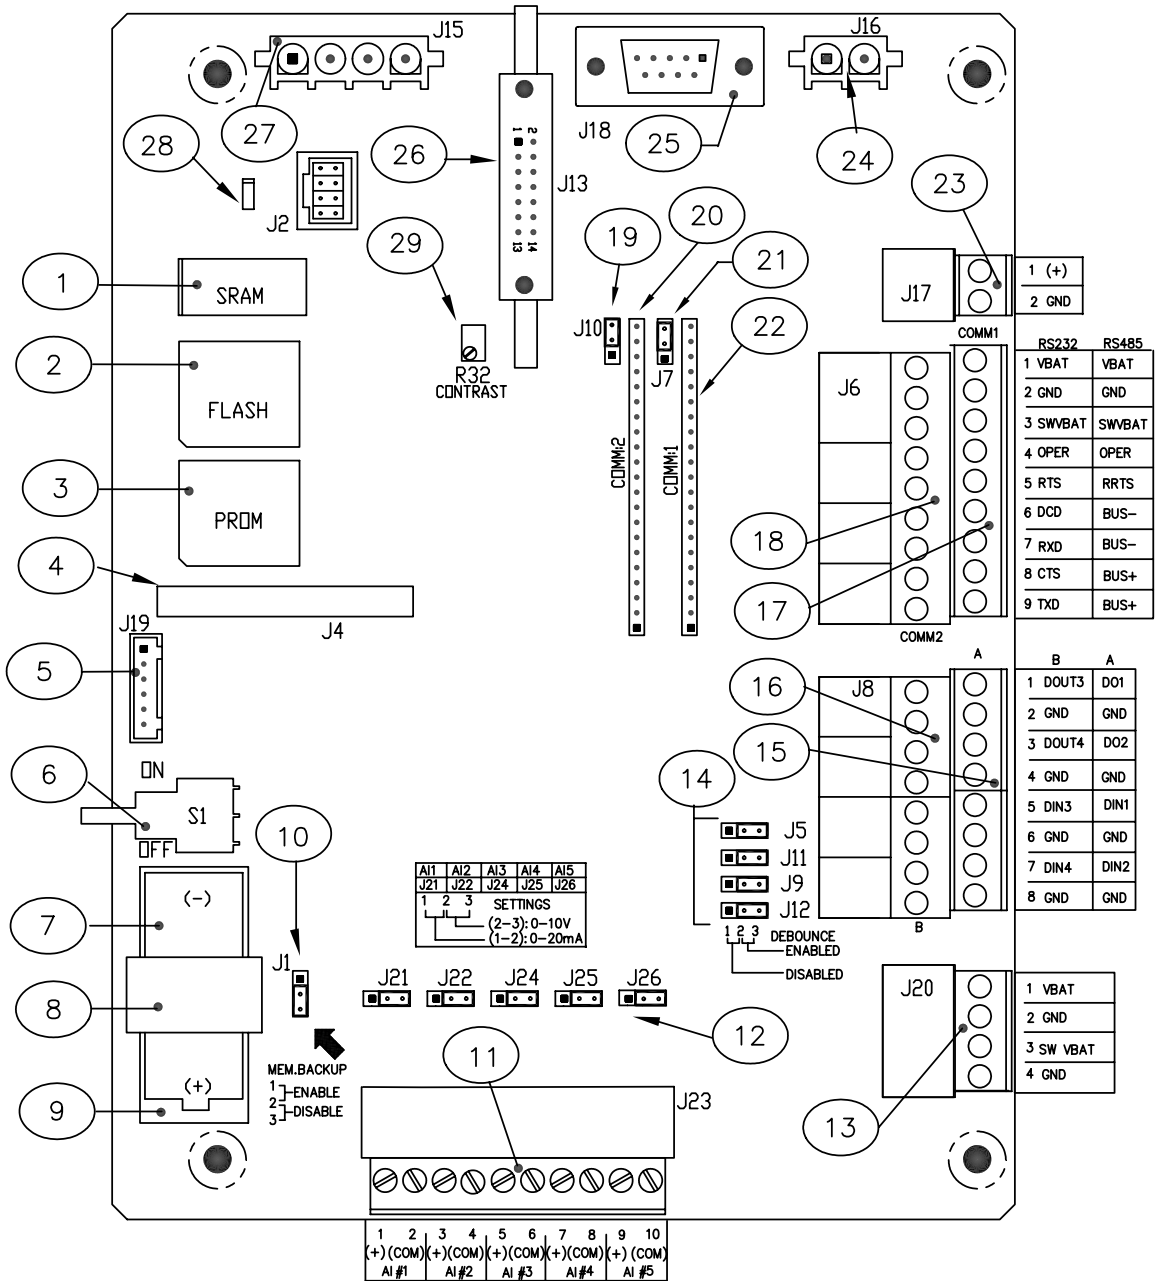 J15
J16
27
28
26
J18
25
24
1 2
13 14
J13
J2
23
29
19
20
21
22
1
SRAM
J17
1 (+)
2 GND
R32
CONTRAST
J10
J7
2
FLASH
COMM:2
COMM:1
COMM1
RS232 RS485
1 VBAT VBAT
2 GND GND
3 SWVBAT SWVBAT
4 OPER OPER
5 RTS RRTS
6 DCD BUS-
7 RXD BUS-
8 CTS BUS+
9 TXD BUS+
J6
COMM2
3
PROM
18
17
4
J4
J19
5
16
15
14
J8
A
B
B A
1 DOUT3 DO1
2 GND GND
3 DOUT4 DO2
4 GND GND
5 DIN3 DIN1
6 GND GND
7 DIN4 DIN2
8 GND GND
ON
S1
OFF
6
10
J5
J11
J9
J12
1 2 3 DEBOUNCE
ENABLED
DISABLED
AI1 AI2 AI3 AI4 AI5
J21 J22 J24 J25 J26
1 2 3 SETTINGS
(2-3): 0-10V
(1-2): 0-20mA
7
(-)
8
(+)
9
J1
MEM.BACKUP
1
ENABLE
2
DISABLE
3
J21
J22
J24
J25
J26
12
11
J20
1 VBAT
2 GND
3 SW VBAT
4 GND
13
J23
1 2 3 4 5 6 7 8 9 10
(+)(COM) (+)(COM) (+)(COM) (+)(COM) (+)(COM)
AI #1 AI #2 AI #3 AI #4 AI #5